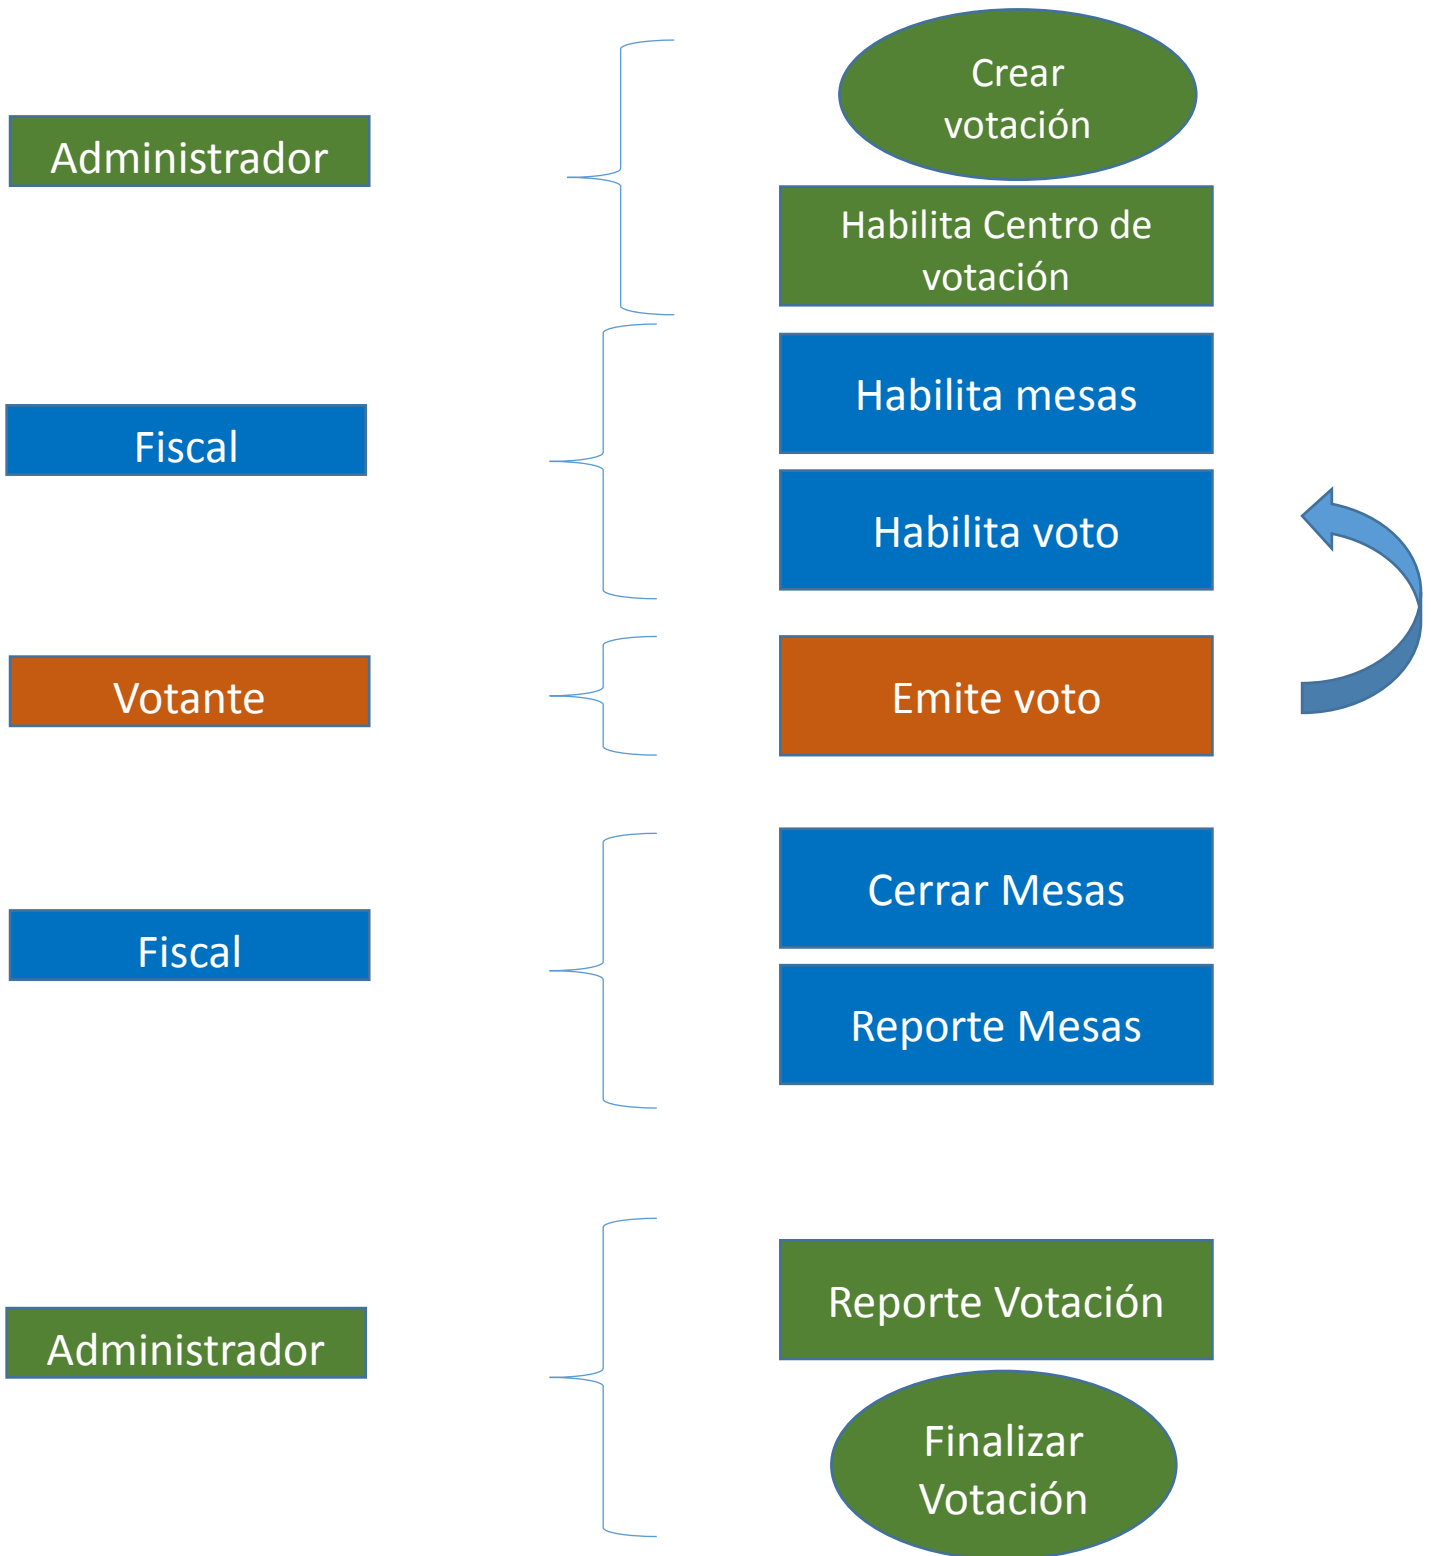 Administrador
Crear
votación
Habilita Centro de
votación
Fiscal
Habilita mesas
Habilita voto
Votante
Emite voto
Fiscal
Cerrar Mesas
Reporte Mesas
Administrador
Reporte Votación
Finalizar
Votación